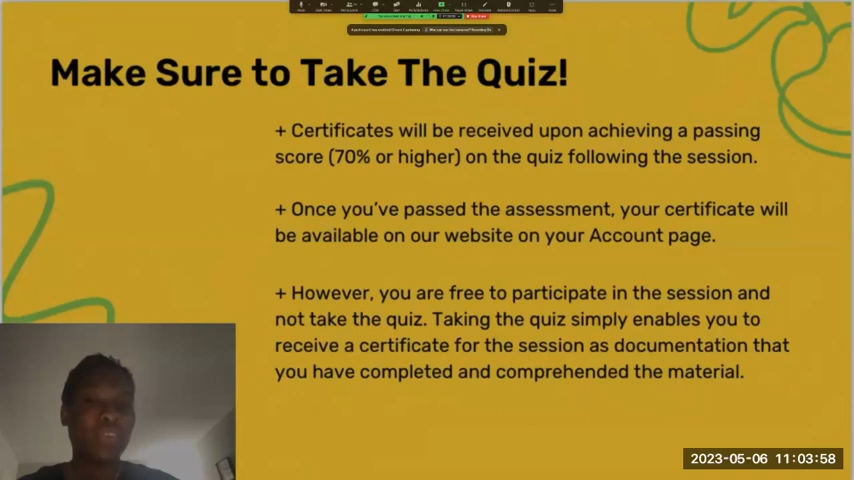 Make Sure to Take The Quiz!
+ Certificates will be received upon achieving a passing
score (70% or higher) on the quiz following the session.
+ Once you've passed the assessment, your certificate will
be available on our website on your Account page.
+ However, you are free to participate in the session and
not take the quiz. Taking the quiz simply enables you to
receive a certificate for the session as documentation that
you have completed and comprehended the material.
2023-05-06 11:03:58